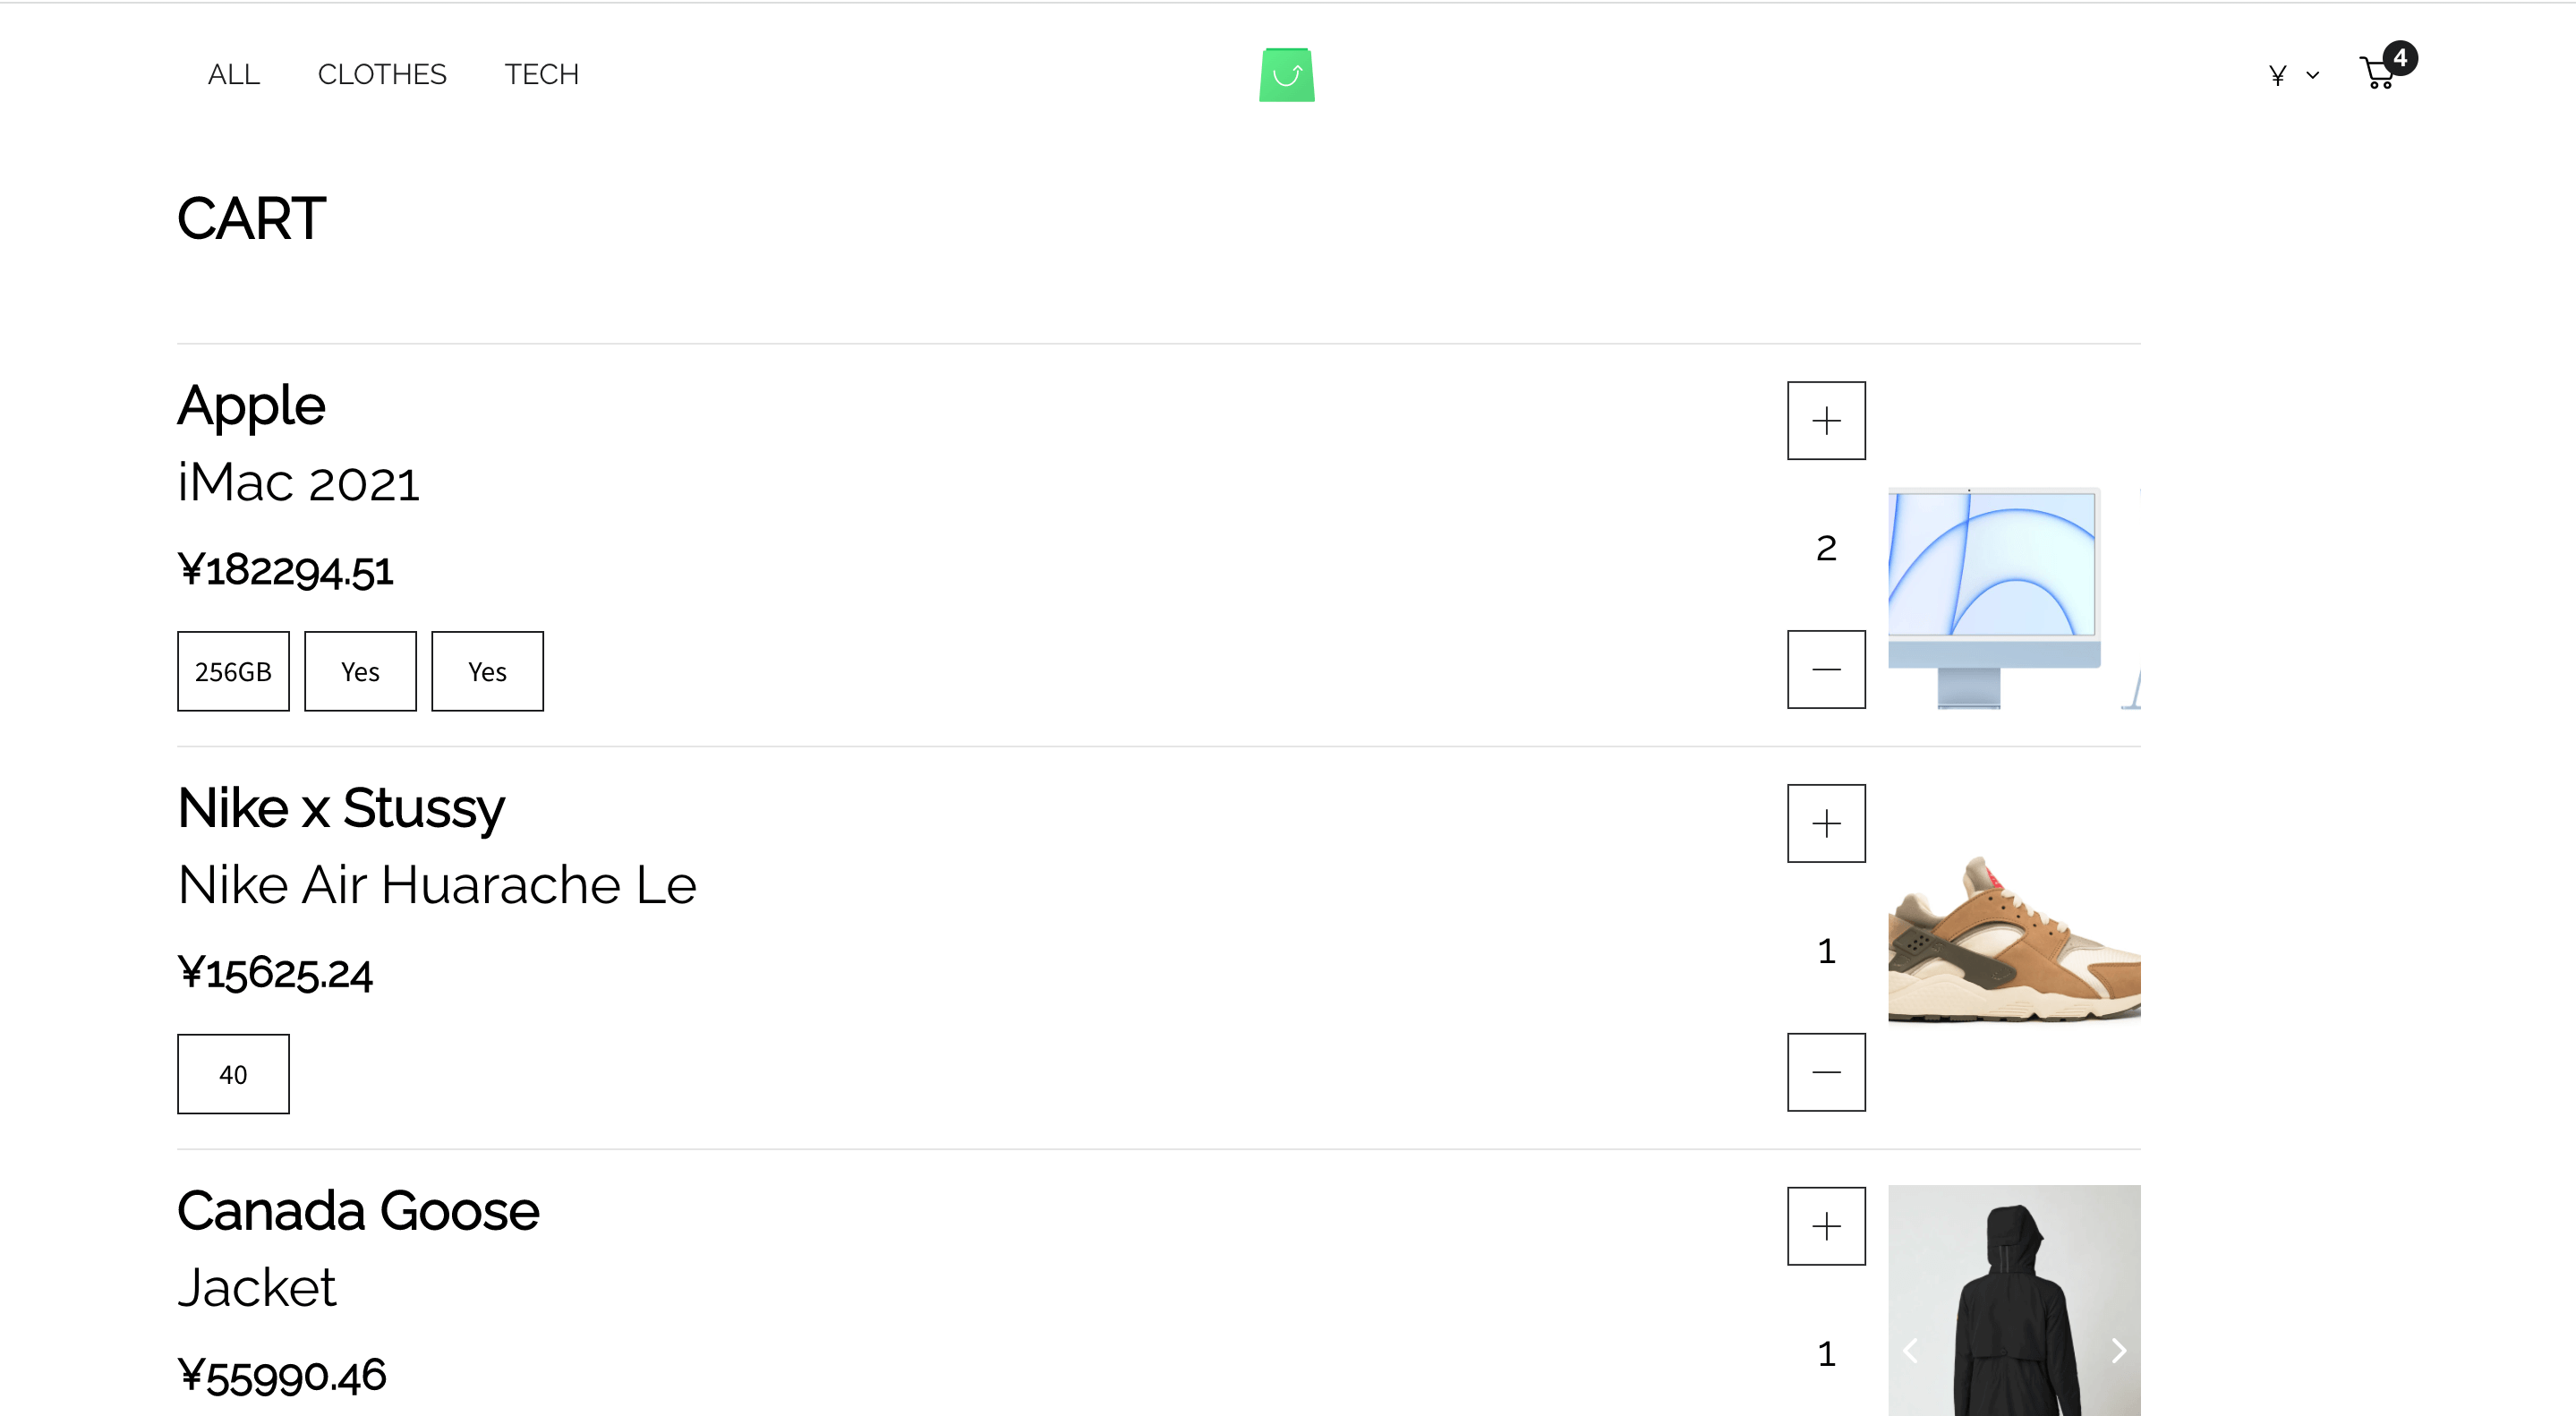 ALL CLOTHES TECH ¥ 4
CART
Apple
iMac 2021
¥182294.51
256GB Yes Yes
2
Nike x Stussy
Nike Air Huarache Le
¥15625.24
40
1
Canada Goose
Jacket
¥55990.46
1